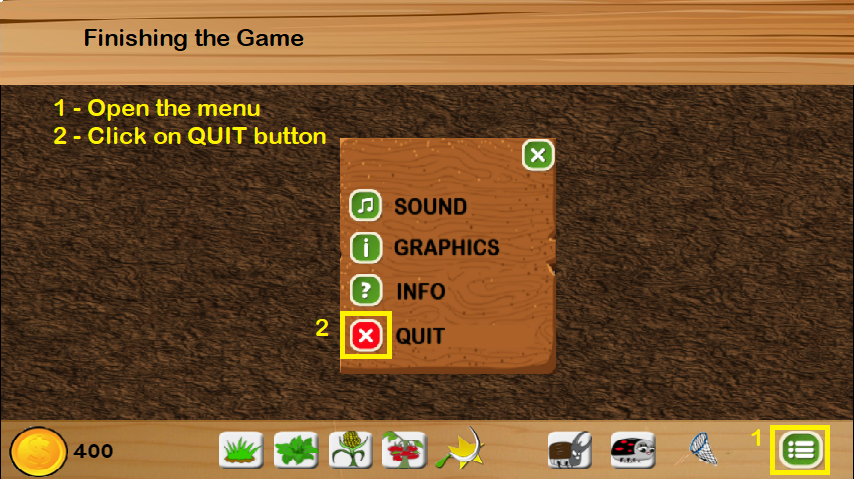 Finishing the Game
1 - Open the menu
2 - Click on QUIT button
SOUND
GRAPHICS
INFO
2 QUIT
400
1